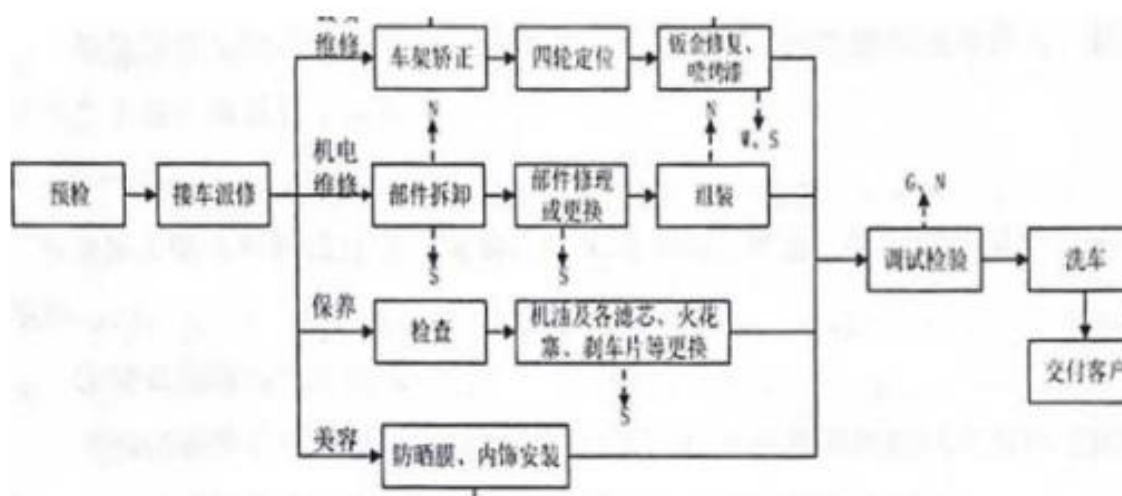 维修
车架矫正
四轮定位
钣金修复、
喷烤漆
N
N
W、S
机电
维修
预检
接车派修
部件拆卸
部件修理
或更换
组装
G、N
S
S
调试检验
洗车
保养
检查
机油及各滤芯、火花
塞、刹车片等更换
交付客户
S
美容
防晒膜、内饰安装